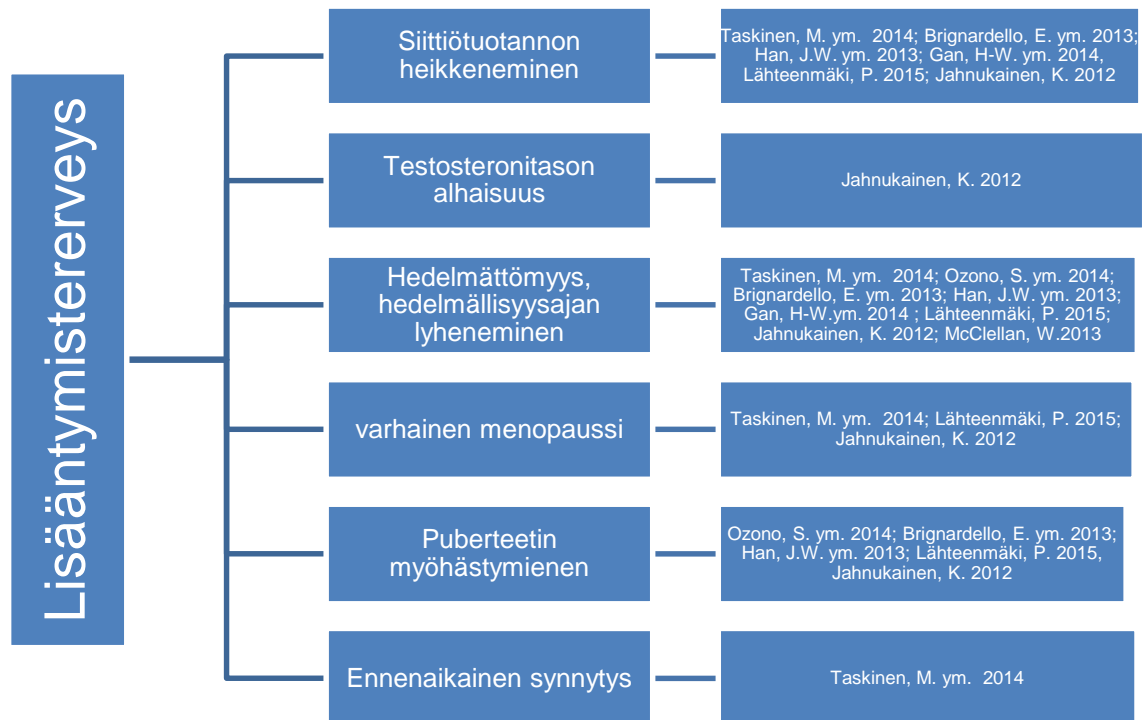 Lisääntymisterveys
Siittiötuotannon
heikkeneminen
Taskinen, M. ym. 2014; Brignardello, E. ym. 2013;
Han, J.W. ym. 2013; Gan, H-W. ym. 2014,
Lähteenmäki, P. 2015; Jahnukainen, K. 2012
Testosteronitason
alhaisuus
Jahnukainen, K. 2012
Hedelmättömyys,
hedelmällisyysajan
lyheneminen
Taskinen, M. ym. 2014; Ozono, S. ym. 2014;
Brignardello, E. ym. 2013; Han, J.W. ym. 2013;
Gan, H-W.ym. 2014 ; Lähteenmäki, P. 2015;
Jahnukainen, K. 2012; McClellan, W.2013
varhainen menopaussi
Taskinen, M. ym. 2014; Lähteenmäki, P. 2015;
Jahnukainen, K. 2012
Puberteetin
myöhästymienen
Ozono, S. ym. 2014; Brignardello, E. ym. 2013;
Han, J.W. ym. 2013; Lähteenmäki, P. 2015,
Jahnukainen, K. 2012
Ennenaikainen synnytys
Taskinen, M. ym. 2014